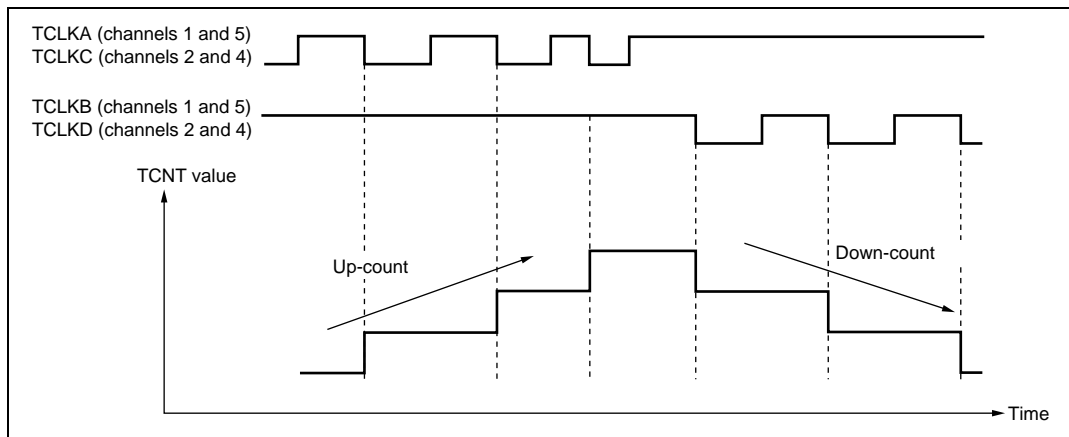 TCLKA (channels 1 and 5)
TCLKC (channels 2 and 4)
TCLKB (channels 1 and 5)
TCLKD (channels 2 and 4)
TCNT value
Up-count
Down-count
Time